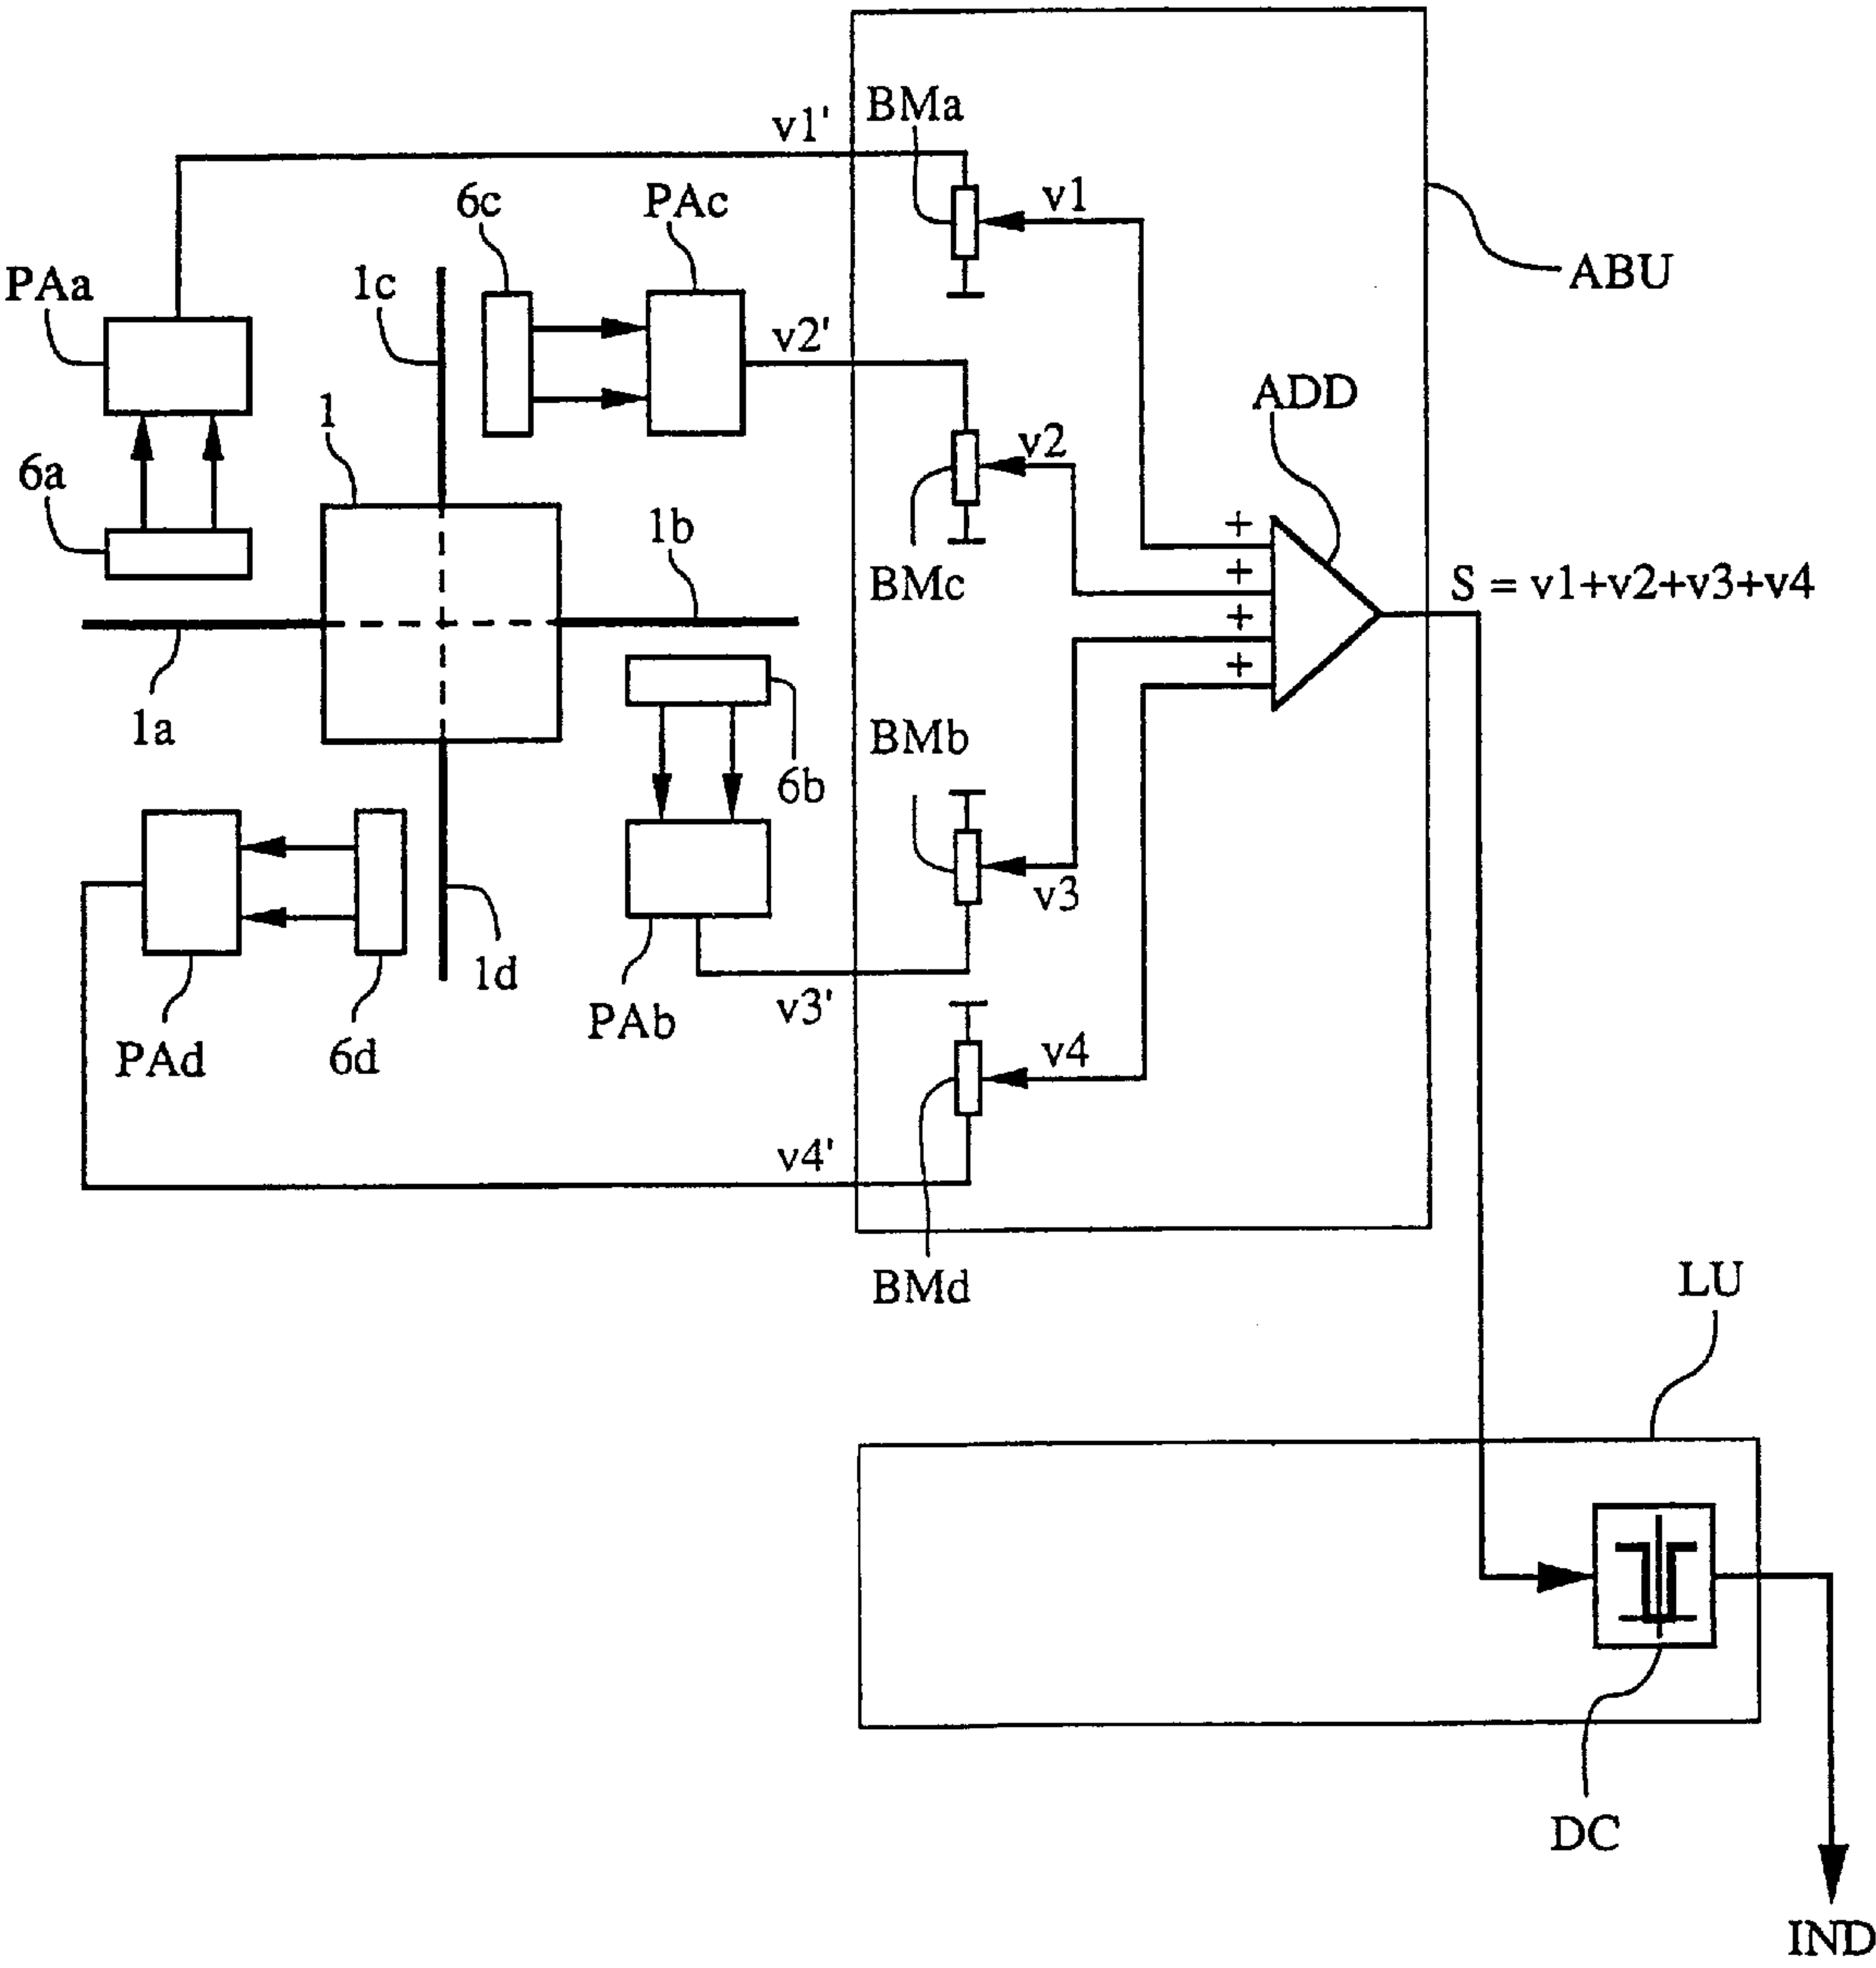 BMa
v1'
6c
PAc
v1
PAa
1c
ABU
v2'
ADD
1
v2
6a
1b
BMc
+
+
+
+
S = v1+v2+v3+v4
1a
BMb
6b
v3
1d
v3'
PAb
PAd
6d
v4
v4'
BMd
LU
DC
IND